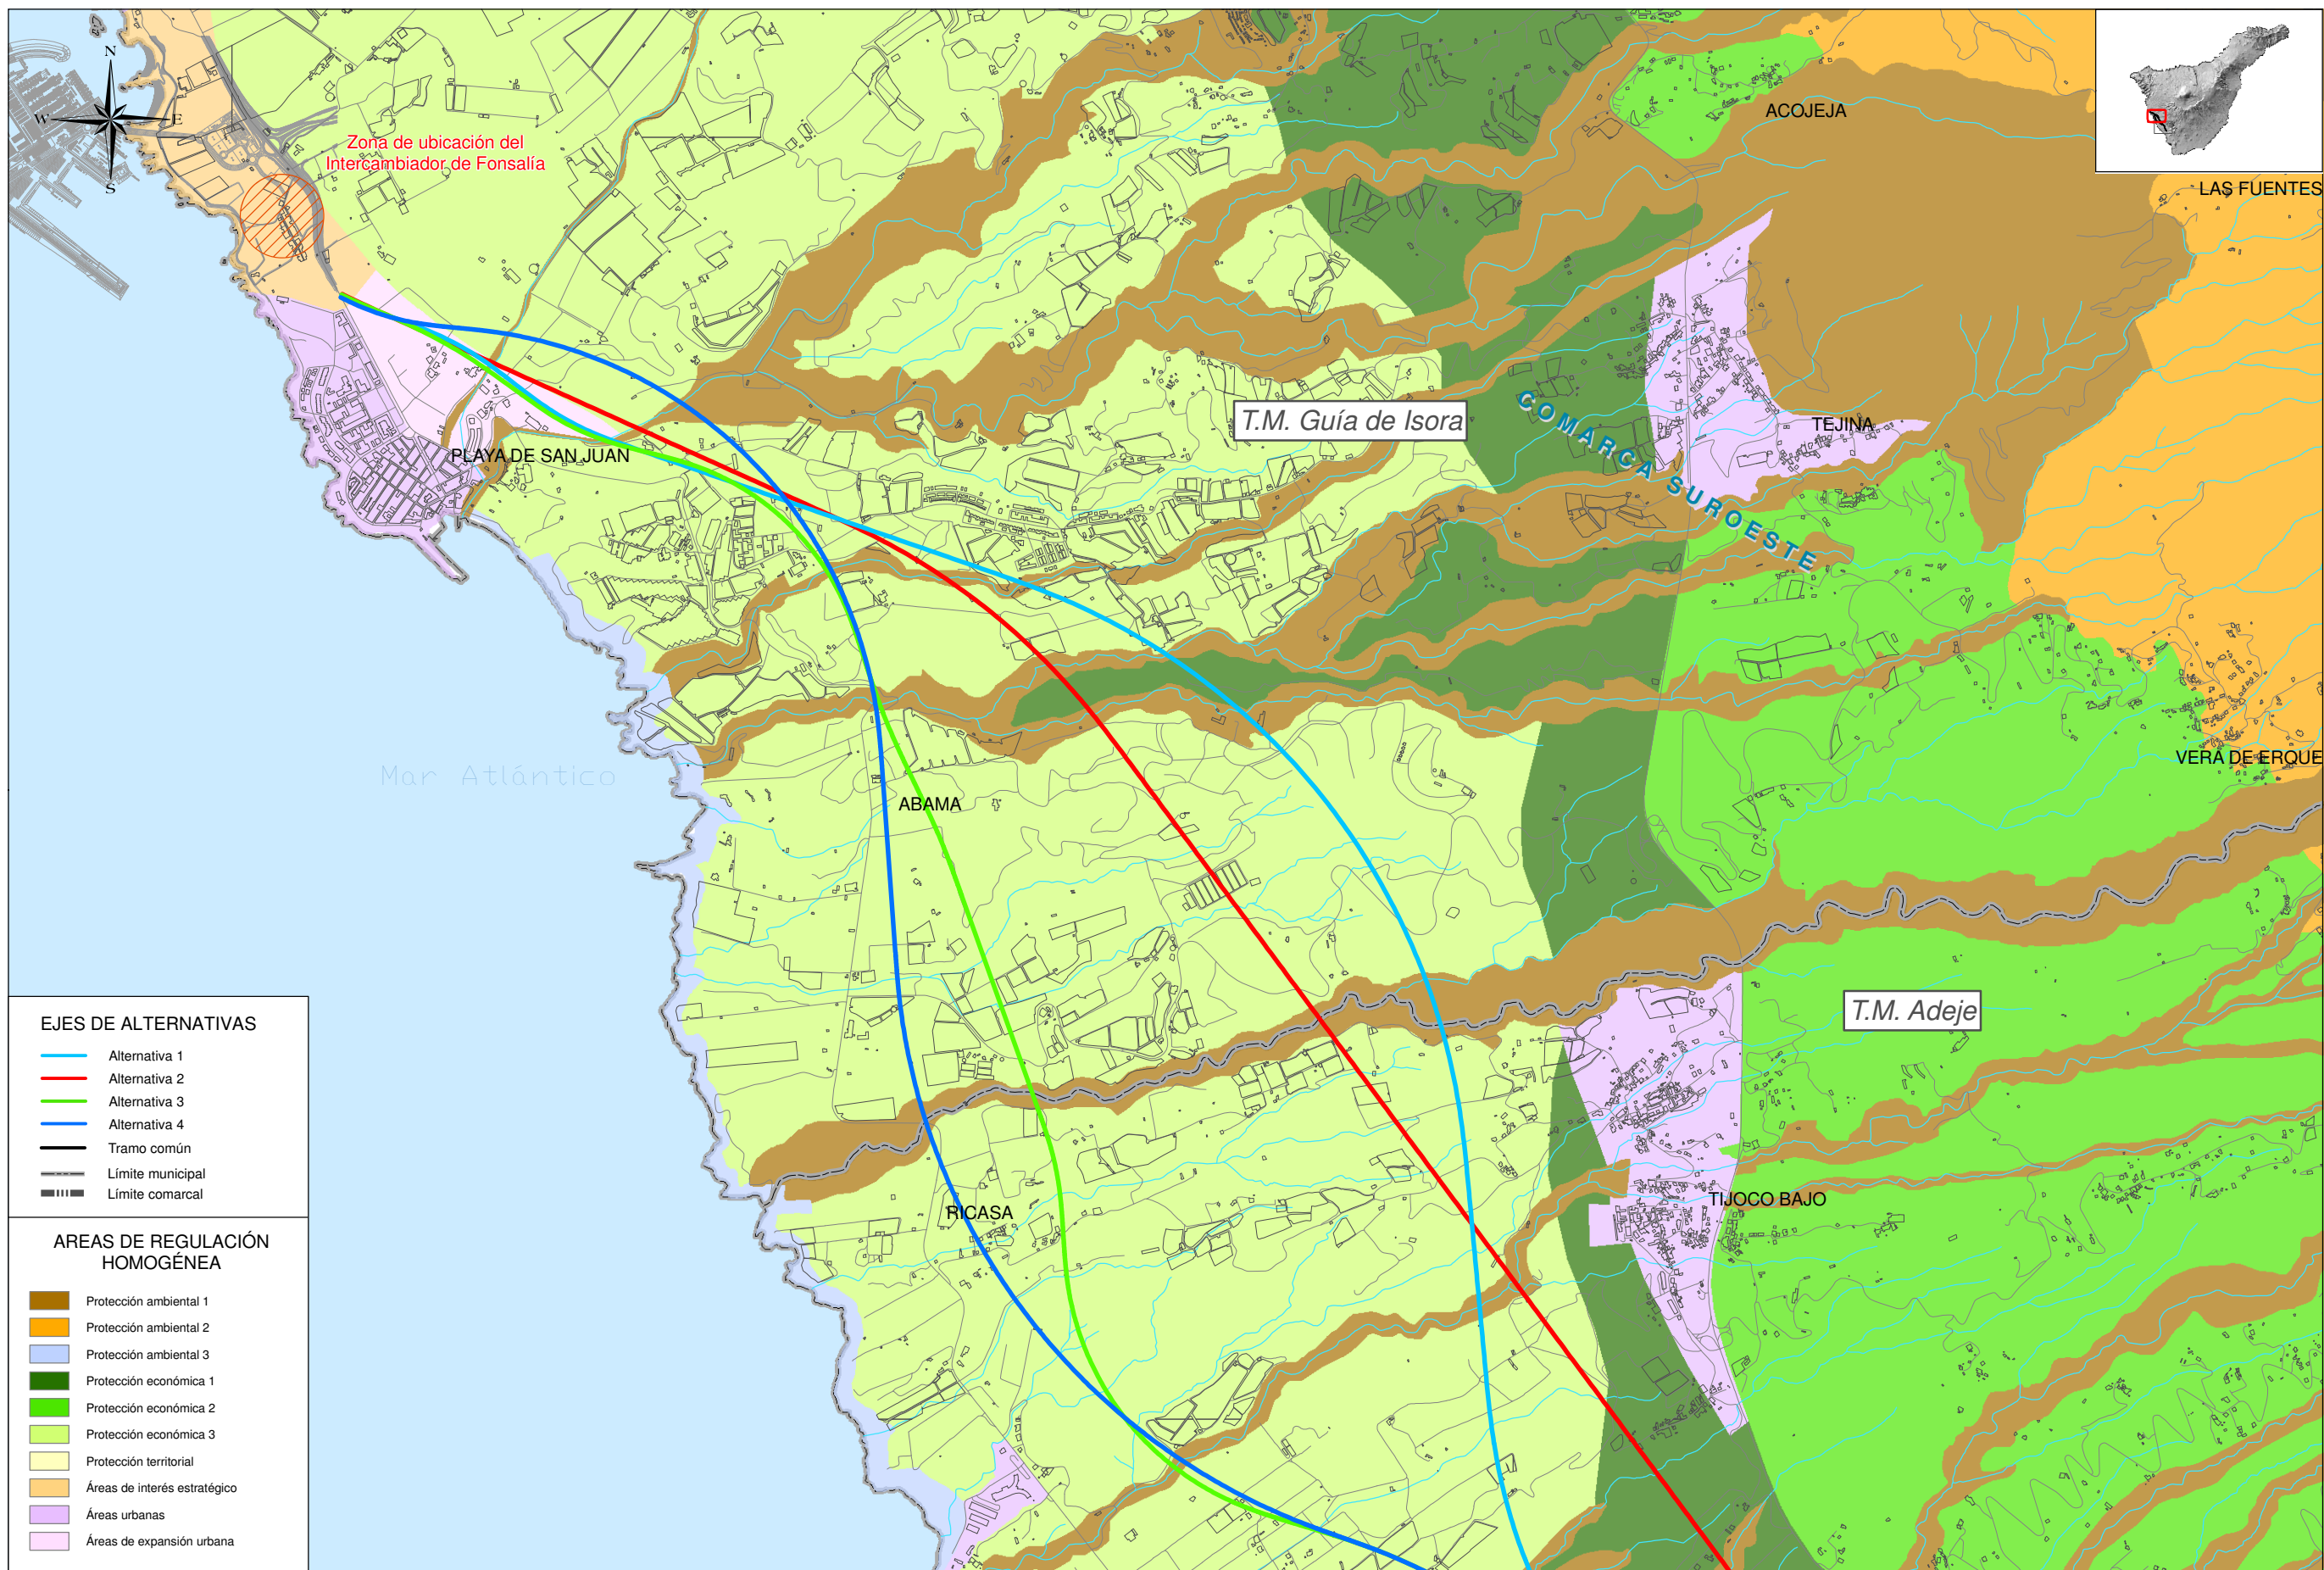 N
W
E
S
Zona de ubicación del
Intercambiador de Fonsalía
ACOJEJA
LAS FUENTES
T.M. Guía de Isora
COMARCA SUROESTE
TEJINA
PLAYA DE SAN JUAN
VERA DE ERQUE
Mar Atlántico
ABAMA
T.M. Adeje
TIJOCO BAJO
RICASA
EJES DE ALTERNATIVAS
Alternativa 1
Alternativa 2
Alternativa 3
Alternativa 4
Tramo común
Límite municipal
Límite comarcal
AREAS DE REGULACIÓN
HOMOGÉNEA
Protección ambiental 1
Protección ambiental 2
Protección ambiental 3
Protección económica 1
Protección económica 2
Protección económica 3
Protección territorial
Áreas de interés estratégico
Áreas urbanas
Áreas de expansión urbana